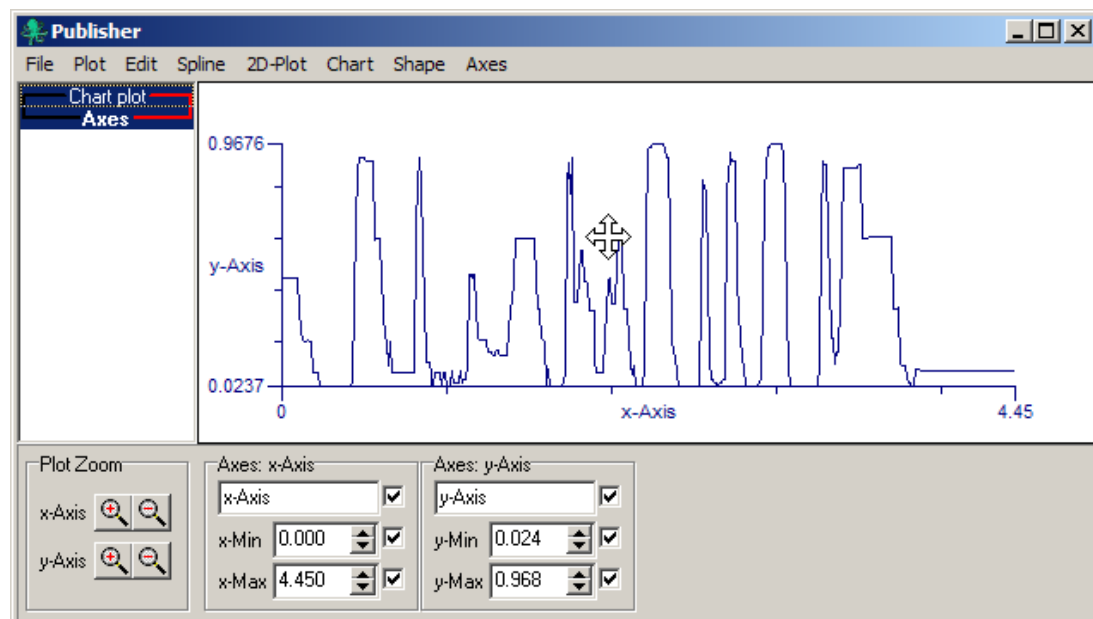 Publisher
File Plot Edit Spline 2D-Plot Chart Shape Axes
Chart plot
Axes
0.9676
y-Axis
0.0237
0 x-Axis 4.45
Plot Zoom
x-Axis
y-Axis
Axes: x-Axis
x-Axis
x-Min 0.000
x-Max 4.450
Axes: y-Axis
y-Axis
y-Min 0.024
y-Max 0.968